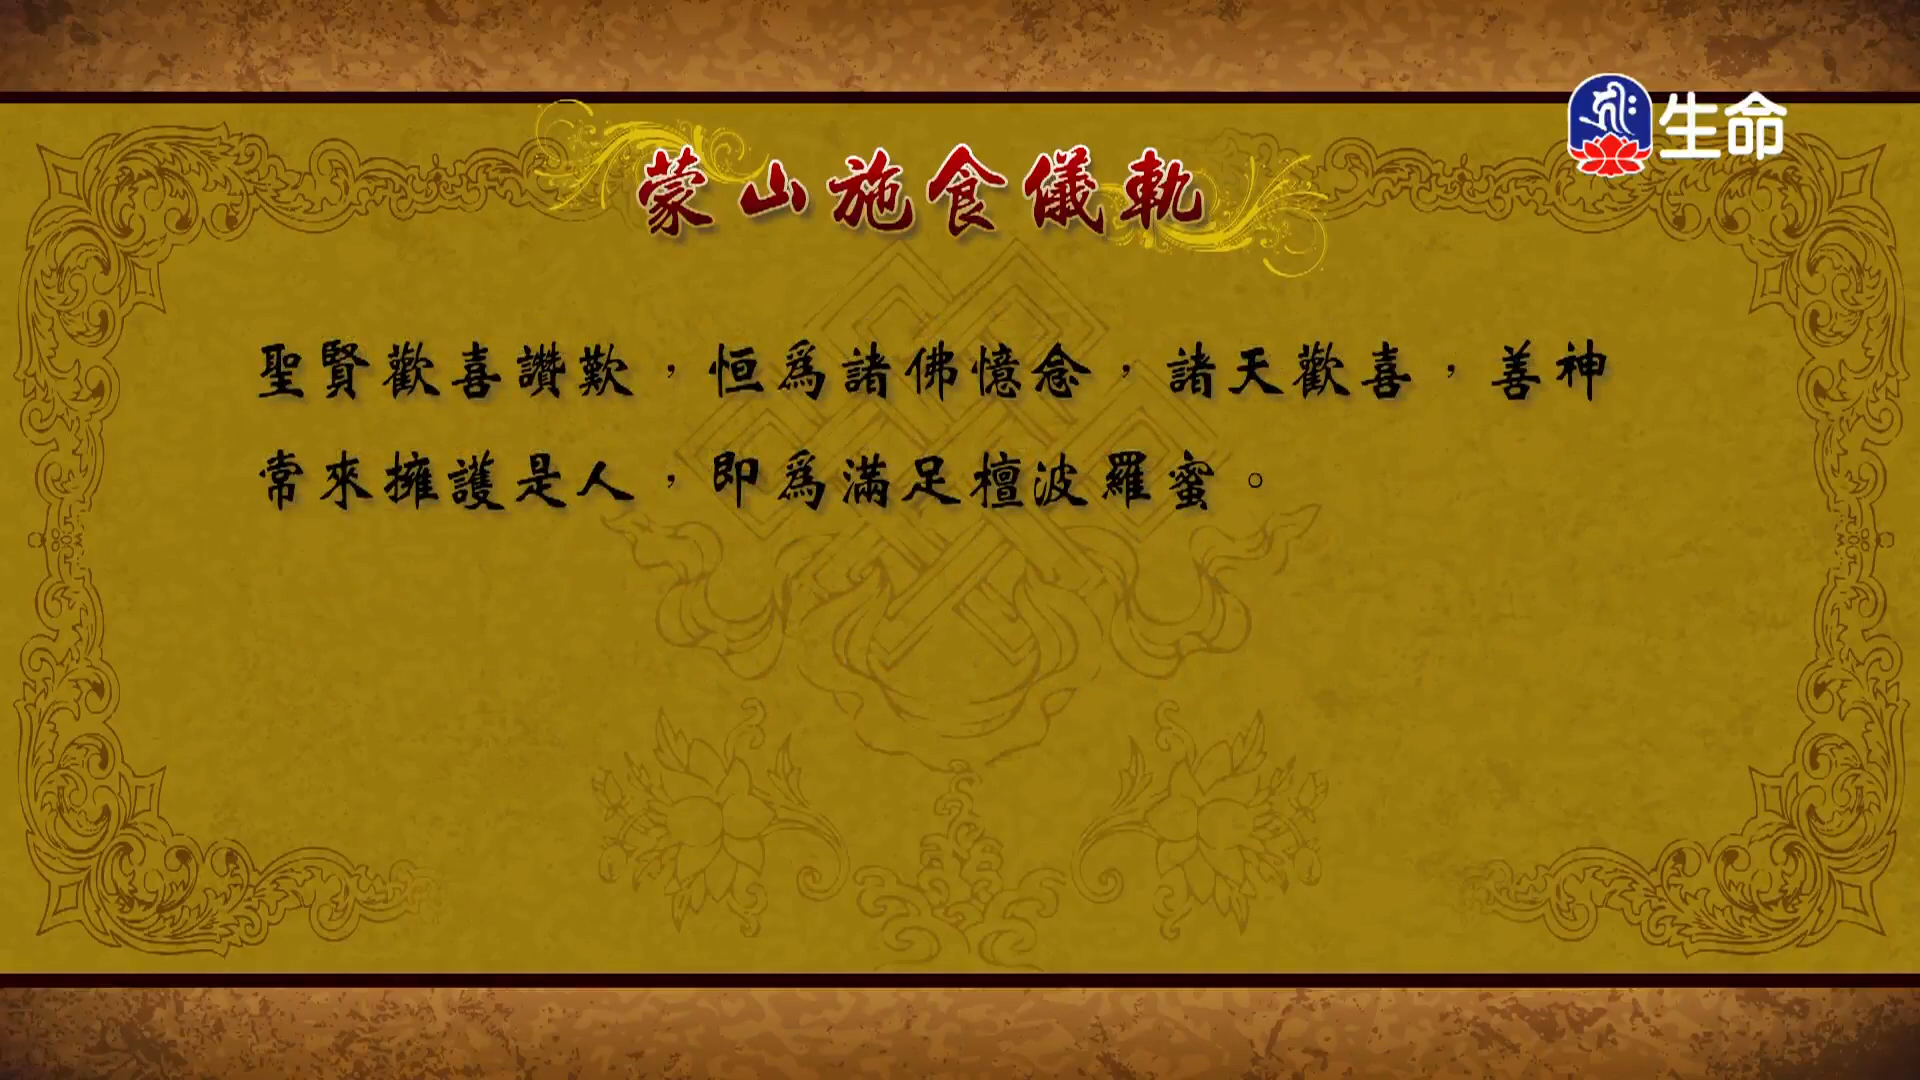 生命
蒙山施食儀軌
聖賢歡喜讚歎，恒為諸佛憶念，諸天歡喜，善神
常來擁護是人，即為滿足檀波羅蜜。